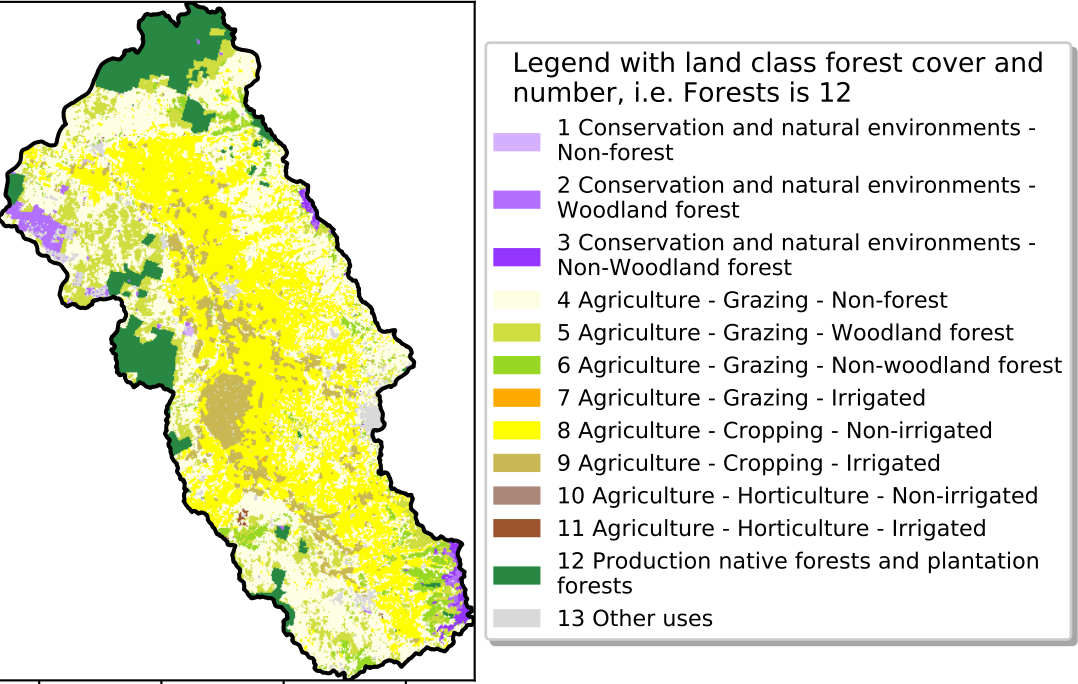 Legend with land class forest cover and
number, i.e. Forests is 12
1 Conservation and natural environments -
Non-forest
2 Conservation and natural environments -
Woodland forest
3 Conservation and natural environments -
Non-Woodland forest
4 Agriculture - Grazing - Non-forest
5 Agriculture - Grazing - Woodland forest
6 Agriculture - Grazing - Non-woodland forest
7 Agriculture - Grazing - Irrigated
8 Agriculture - Cropping - Non-irrigated
9 Agriculture - Cropping - Irrigated
10 Agriculture - Horticulture - Non-irrigated
11 Agriculture - Horticulture - Irrigated
12 Production native forests and plantation
forests
13 Other uses